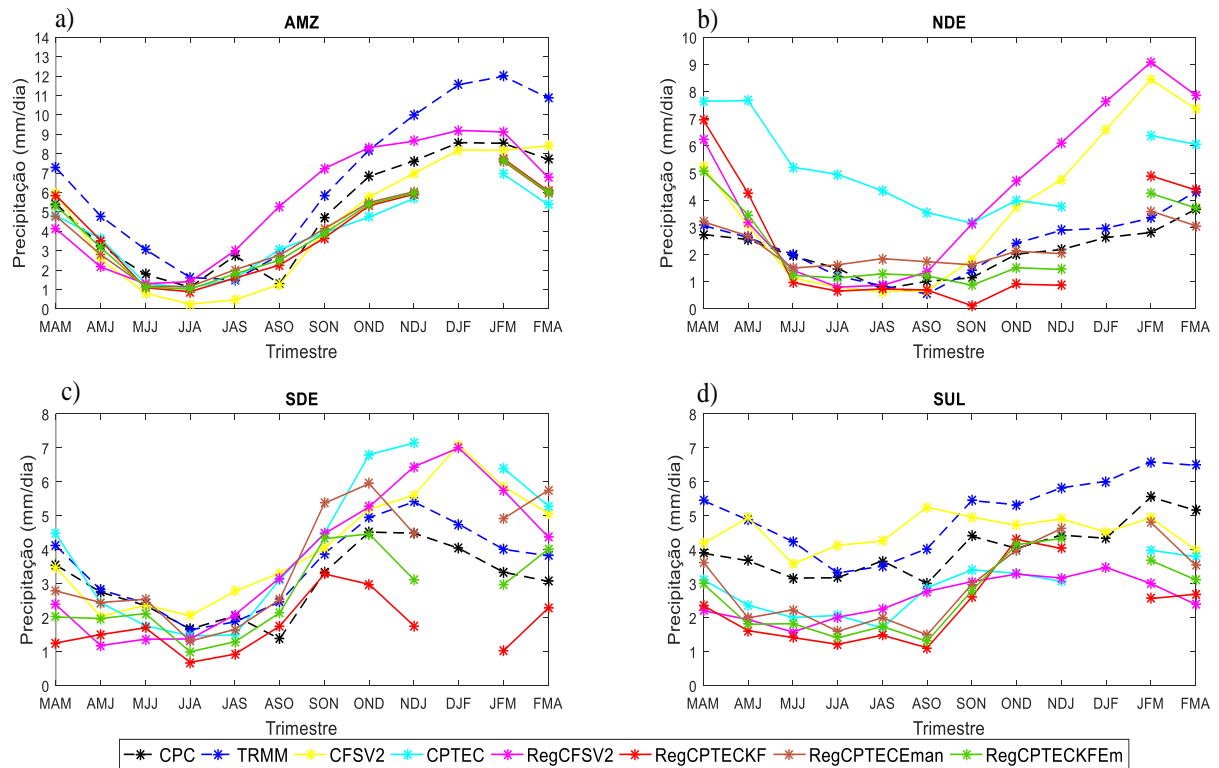 a)
AMZ
Precipitação (mm/dia)
14
13
12
11
10
9
8
7
6
5
4
3
2
1
0
MAM AMJ MJJ JJA JAS ASO SON OND NDJ DJF JFM FMA
Trimestre
b)
NDE
Precipitação (mm/dia)
10
9
8
7
6
5
4
3
2
1
0
MAM AMJ MJJ JJA JAS ASO SON OND NDJ DJF JFM FMA
Trimestre
c)
SDE
Precipitação (mm/dia)
8
7
6
5
4
3
2
1
0
MAM AMJ MJJ JJA JAS ASO SON OND NDJ DJF JFM FMA
Trimestre
d)
SUL
Precipitação (mm/dia)
8
7
6
5
4
3
2
1
0
MAM AMJ MJJ JJA JAS ASO SON OND NDJ DJF JFM FMA
Trimestre
CPC TRMM CFSV2 CPTEC RegCFSV2 RegCPTECKF RegCPTECEman RegCPTECKFEm